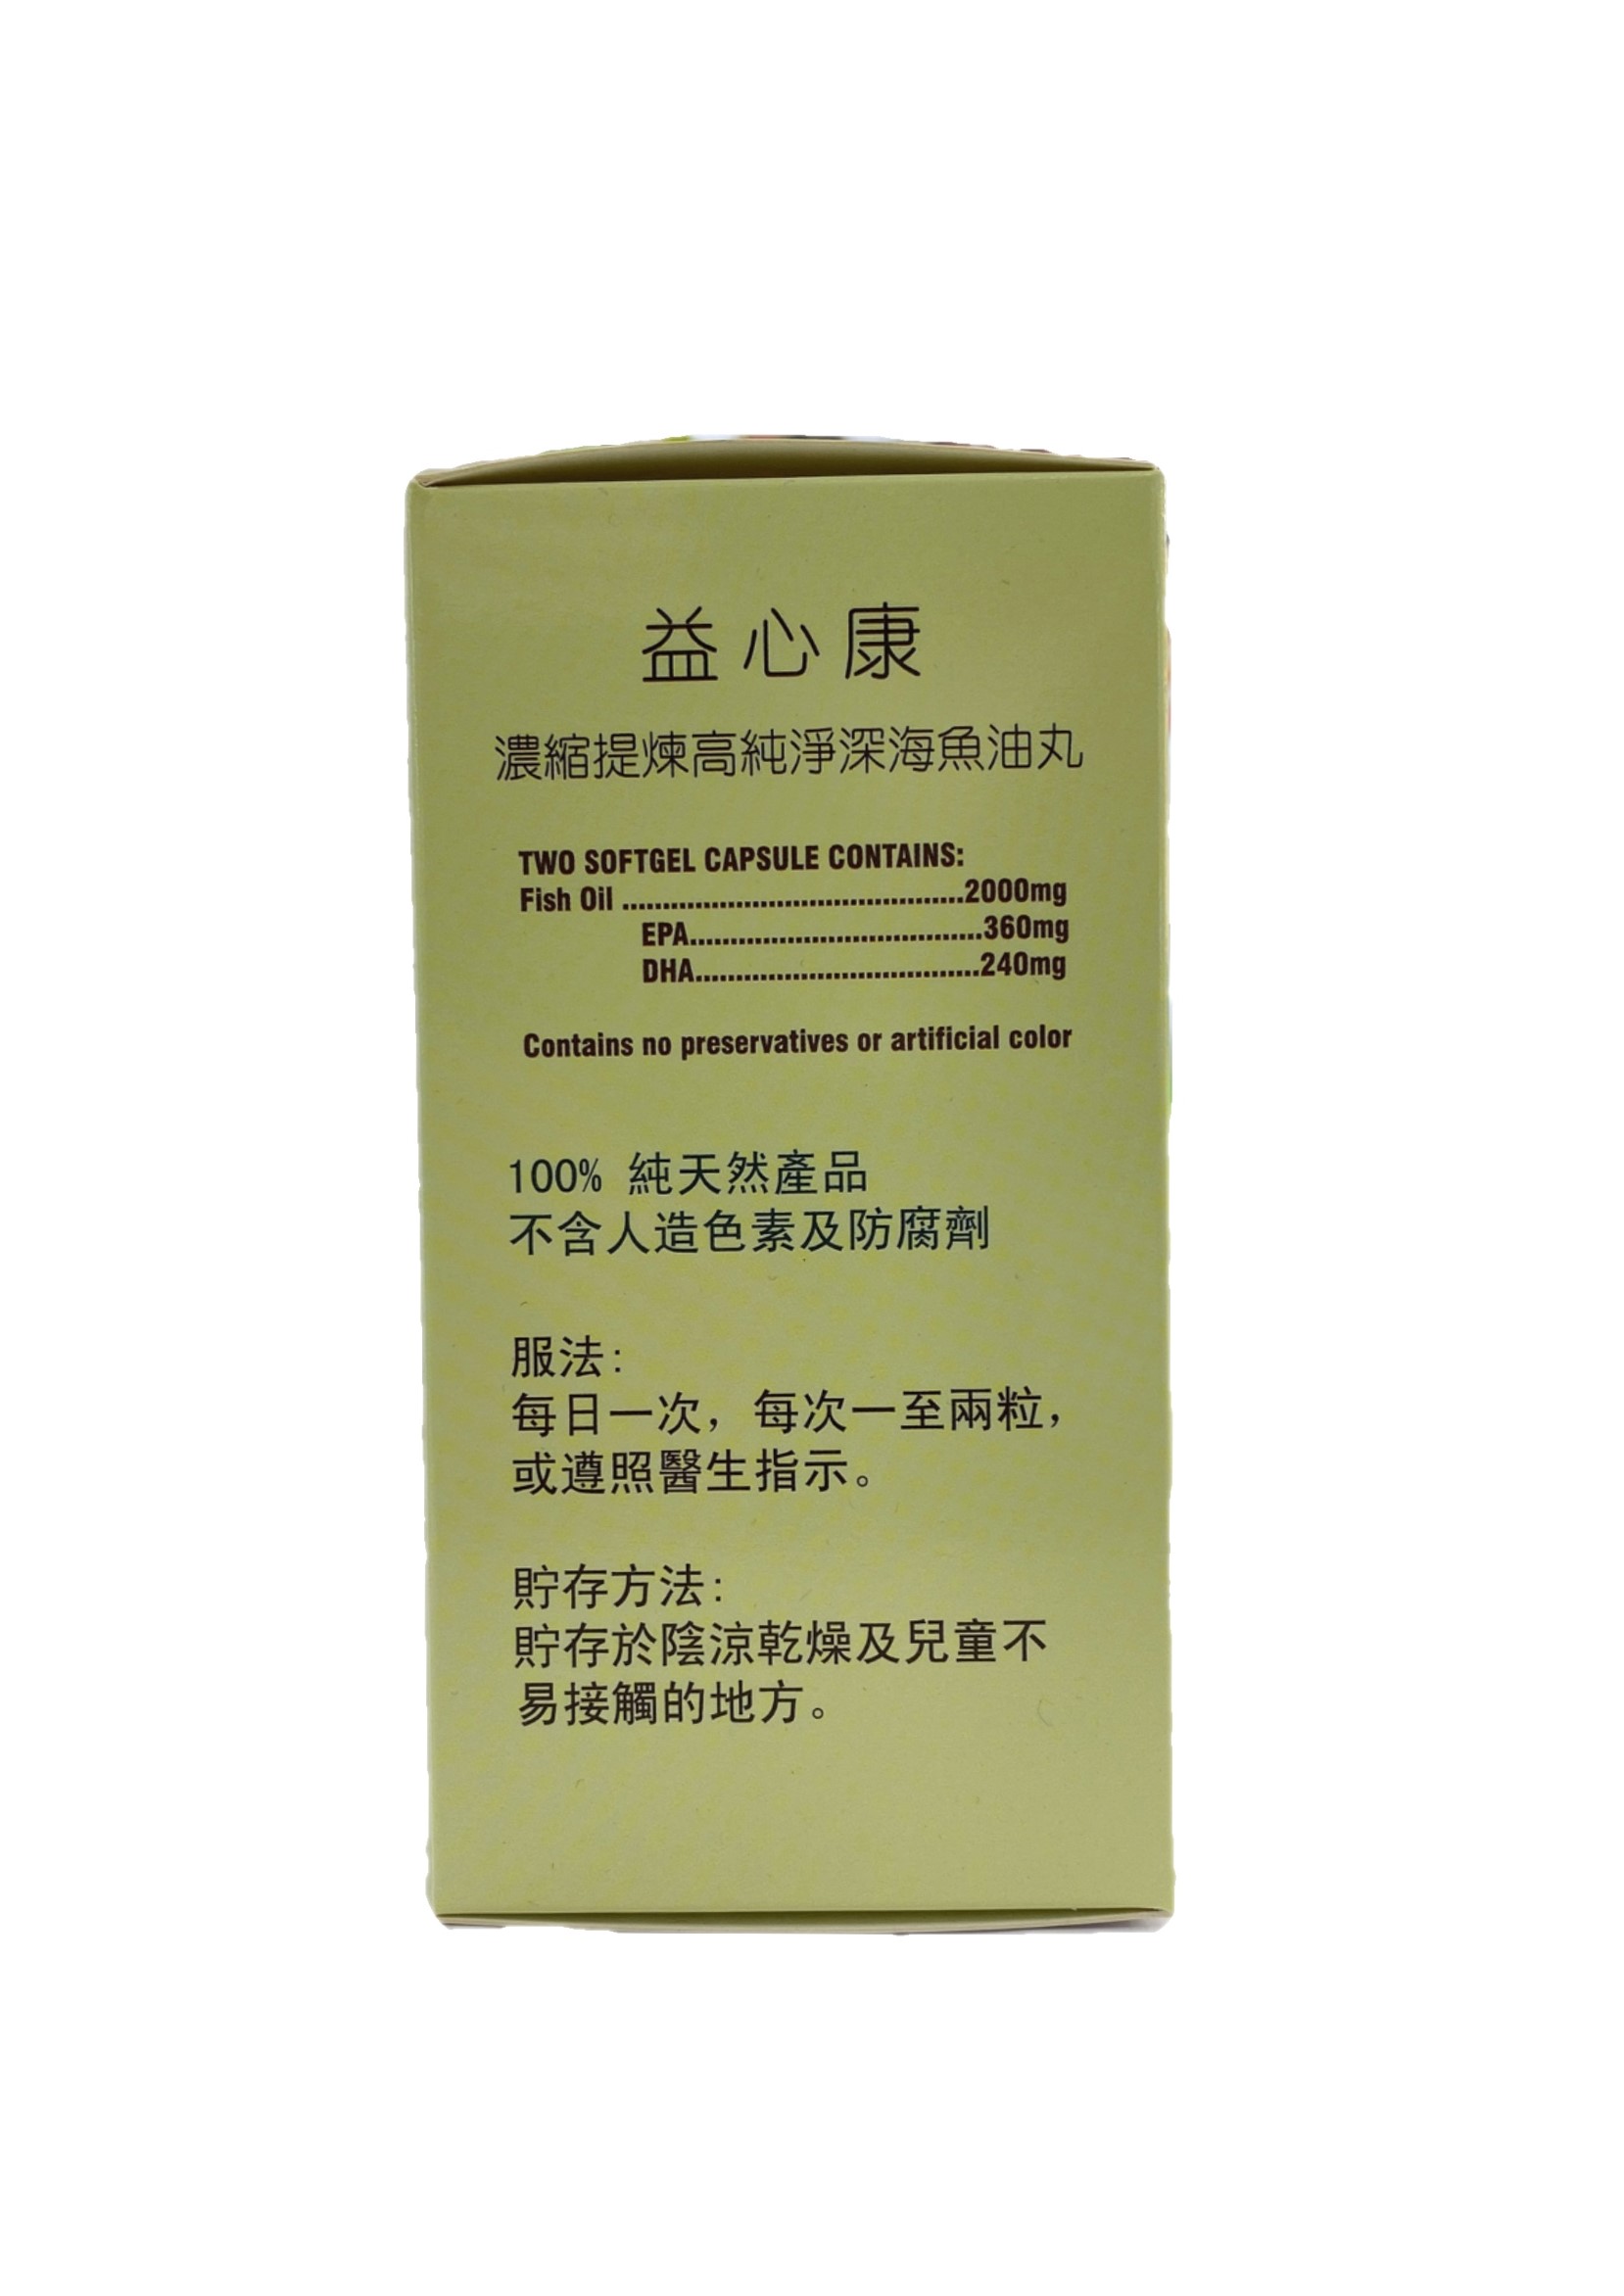 益心康
濃縮提煉高純淨深海魚油丸
TWO SOFTGEL CAPSULE CONTAINS:
Fish Oil ..........................................2000mg
EPA....................................360mg
DHA...................................240mg
Contains no preservatives or artificial color
100% 純天然產品
不含人造色素及防腐劑
服法:
每日一次，每次一至兩粒，
或遵照醫生指示。
貯存方法:
貯存於陰涼乾燥及兒童不
易接觸的地方。